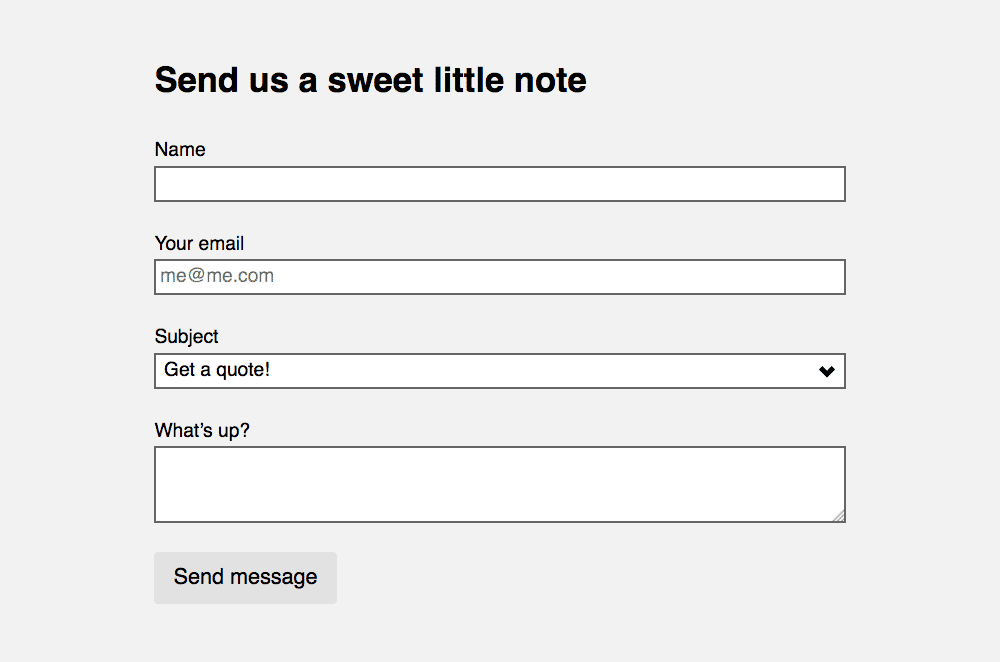 Send us a sweet little note
Name
Your email
me@me.com
Subject
Get a quote!
What’s up?
Send message